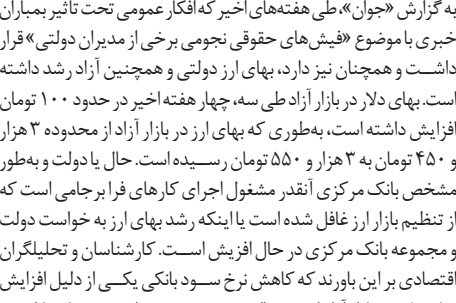 به گزارش «جوان»، طی هفته‌های اخیر که افکار عمومی تحت تاثیر بمباران
خبری با موضوع «فیش‌های حقوقی نجومی برخی از مدیران دولتی» قرار
داشت و همچنان نیز دارد، بهای ارز دولتی و همچنین آزاد رشد داشته
است. بهای دلار در بازار آزاد طی سه، چهار هفته اخیر در حدود ۱۰۰ تومان
افزایش داشته است، به‌طوری که بهای ارز در بازار آزاد از محدوده ۳ هزار
و ۴۵۰ تومان به ۳ هزار و ۵۵۰ تومان رسیده است. حال یا دولت و به‌طور
مشخص بانک مرکزی آنقدر مشغول اجرای کارهای فرا برجامی است که
از تنظیم بازار ارز غافل شده است یا اینکه رشد بهای ارز به خواست دولت
و مجموعه بانک مرکزی در حال افزیش است. کارشناسان و تحلیلگران
اقتصادی بر این باورند که کاهش نرخ سود بانکی یکی از دلیل افزایش